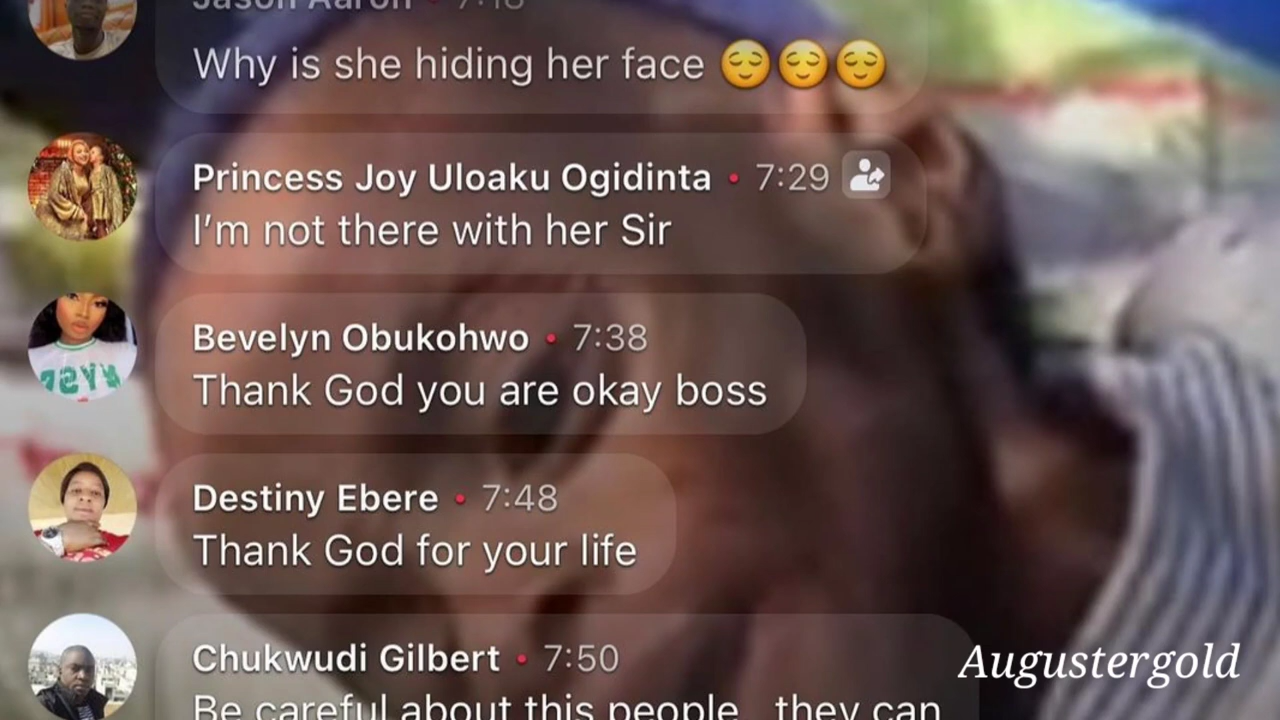 Jason Aaron • 7:18
Why is she hiding her face 😌😌😌
Princess Joy Uloaku Ogidinta • 7:29
I'm not there with her Sir
Bevelyn Obukohwo • 7:38
Thank God you are okay boss
Destiny Ebere • 7:48
Thank God for your life
Chukwudi Gilbert • 7:50
Be careful about this people they can
Augustergold